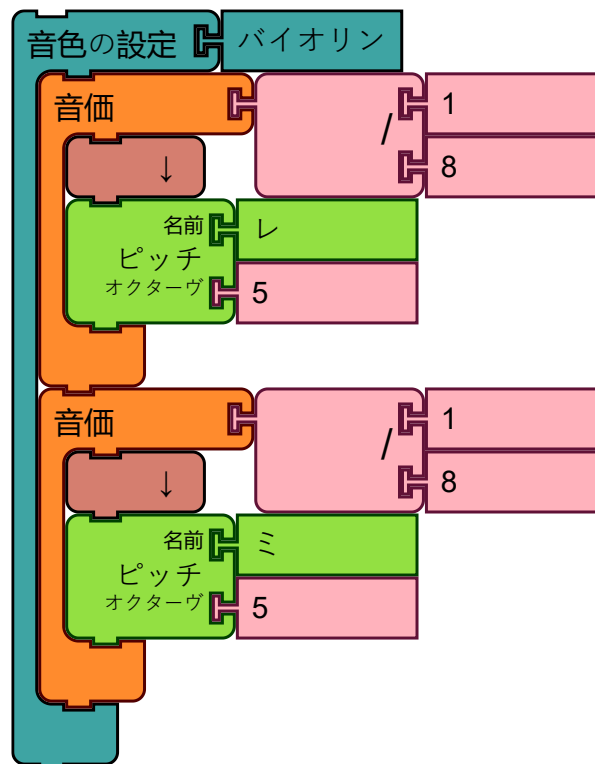 音色の設定 バイオリン
音価 / 1
8
↓
名前 レ
ピッチ
オクターヴ 5
音価 / 1
8
↓
名前 ミ
ピッチ
オクターヴ 5